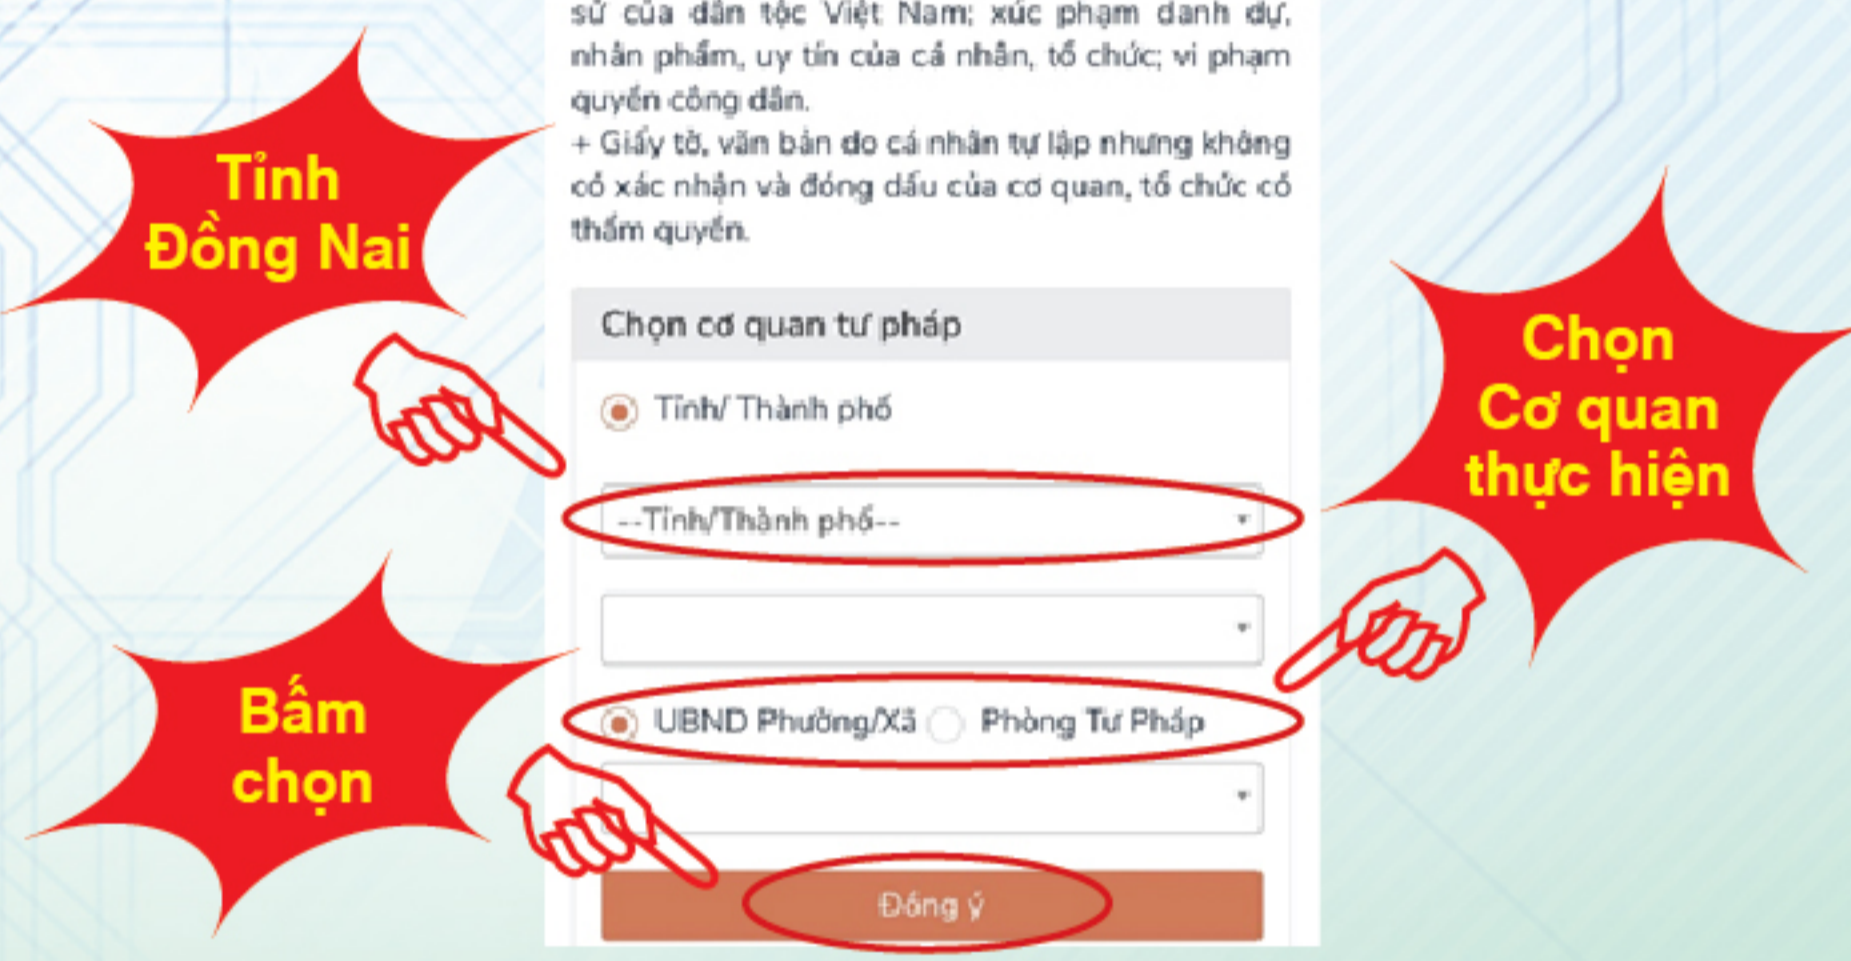 sử của dân tộc Việt Nam; xúc phạm danh dự,
nhân phẩm, uy tín của cá nhân, tổ chức; vi phạm
quyền công dân.
+ Giấy tờ, văn bản do cá nhân tự lập nhưng không
có xác nhận và đóng dấu của cơ quan, tổ chức có
thẩm quyền.
Tỉnh
Đồng Nai
Chọn cơ quan tư pháp
Tỉnh/ Thành phố
--Tỉnh/Thành phố--
Chọn
Cơ quan
thực hiện
UBND Phường/Xã
Phòng Tư Pháp
Bấm
chọn
Đồng ý